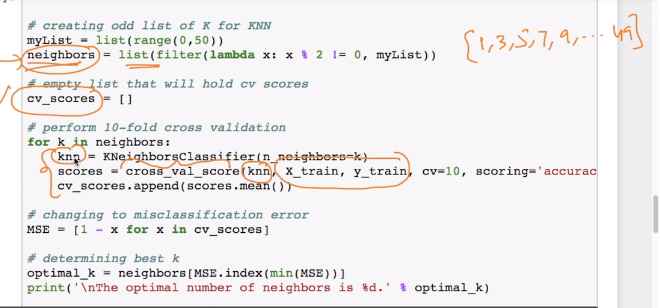 # creating odd list of K for KNN
myList = list(range(0,50))
neighbors = list(filter(lambda x: x % 2 != 0, myList))
{1,3,5,7,9,... 49}
# empty list that will hold cv scores
cv_scores = []
# perform 10-fold cross validation
for k in neighbors:
knn = KNeighborsClassifier(n_neighbors=k)
scores = cross_val_score(knn, X_train, y_train, cv=10, scoring='accurac
cv_scores.append(scores.mean())
# changing to misclassification error
MSE = [1 - x for x in cv_scores]
# determining best k
optimal_k = neighbors[MSE.index(min(MSE))]
print('\nThe optimal number of neighbors is %d.' % optimal_k)